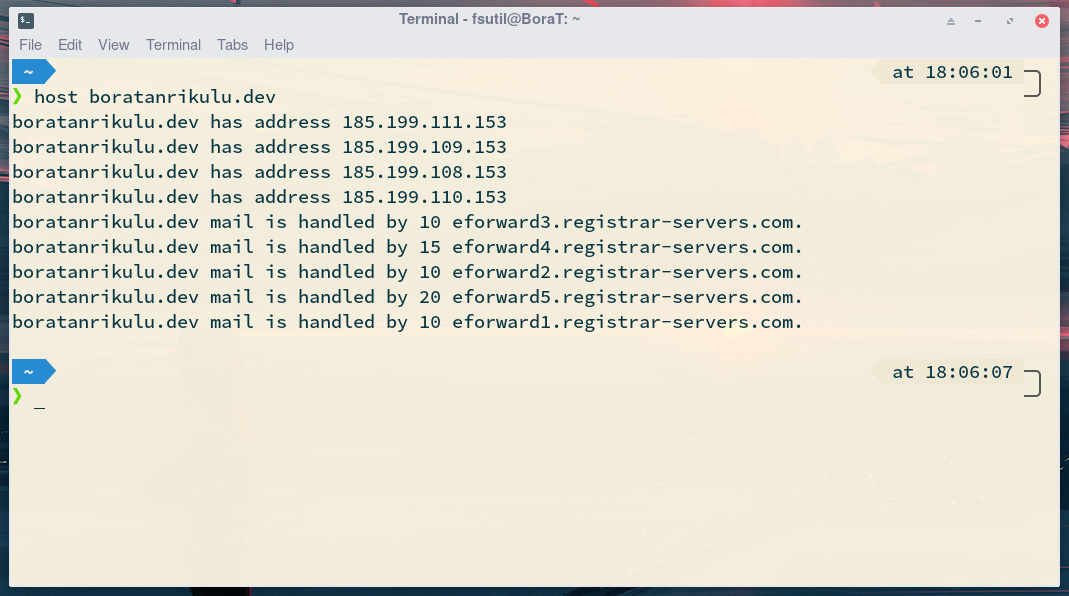 Terminal - fsutil@BoraT: ~
File Edit View Terminal Tabs Help
~ at 18:06:01
❯ host boratanrikulu.dev
boratanrikulu.dev has address 185.199.111.153
boratanrikulu.dev has address 185.199.109.153
boratanrikulu.dev has address 185.199.108.153
boratanrikulu.dev has address 185.199.110.153
boratanrikulu.dev mail is handled by 10 eforward3.registrar-servers.com.
boratanrikulu.dev mail is handled by 15 eforward4.registrar-servers.com.
boratanrikulu.dev mail is handled by 10 eforward2.registrar-servers.com.
boratanrikulu.dev mail is handled by 20 eforward5.registrar-servers.com.
boratanrikulu.dev mail is handled by 10 eforward1.registrar-servers.com.
~ at 18:06:07
❯ _